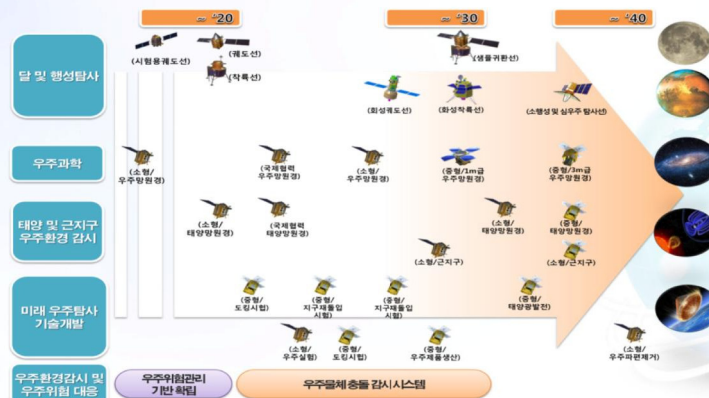 ~ '20
~ '30
~ '40
달 및 행성탐사
(시험용궤도선)
(궤도선)
(착륙선)
(샘플귀환선)
(화성궤도선)
(화성착륙선)
(소행성 및 심우주 탐사선)
우주과학
(소형/
우주망원경)
(국제협력
우주망원경)
(소형/
우주망원경)
(중형/1m급
우주망원경)
(중형/3m급
우주망원경)
태양 및 근지구
우주환경 감시
(소형/
태양망원경)
(국제협력
태양망원경)
(소형/
태양망원경)
(중형/
태양망원경)
(소형/근지구)
(소형/근지구)
미래 우주탐사
기술개발
(중형/
도킹시험)
(중형/
지구재돌입
시험)
(중형/
지구재돌입
시험)
(중형/
태양광발전)
(소형/
우주실험)
(중형/
도킹시험)
(중형/
우주제품생산)
(소형/
우주파편제거)
우주환경감시 및
우주위험 대응
우주위험관리
기반 확립
우주물체 충돌 감시 시스템